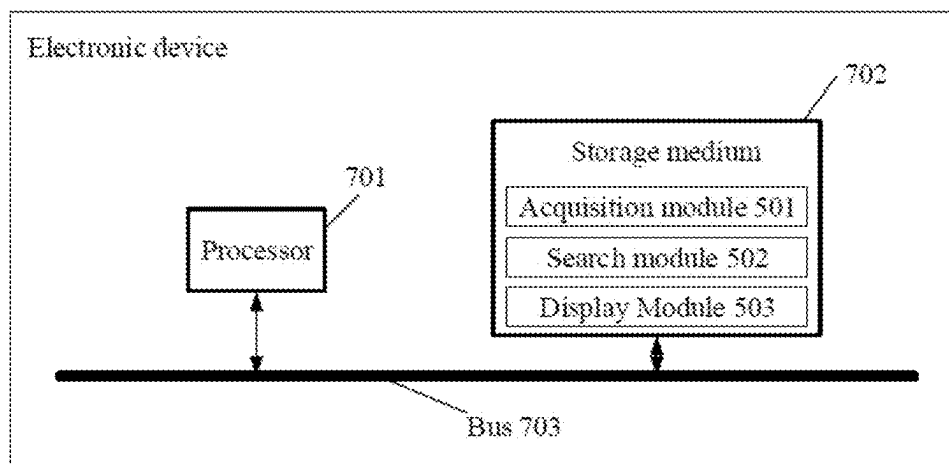 Electronic device
702
Storage medium
701
Acquisition module 501
Processor
Search module 502
Display Module 503
Bus 703